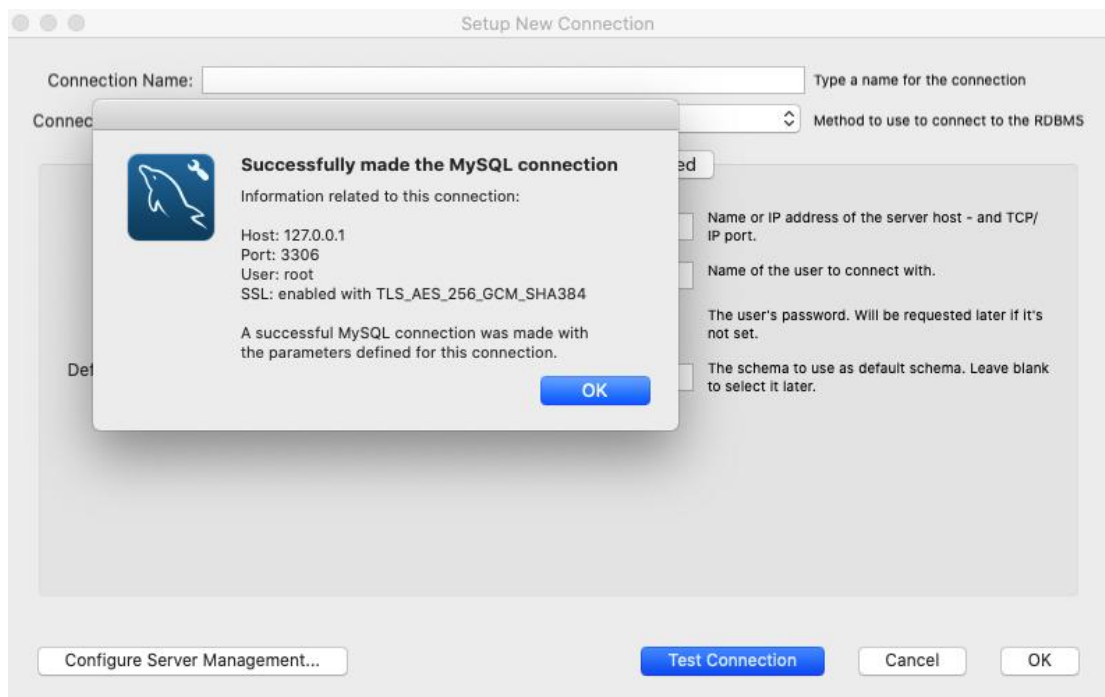 Setup New Connection
Connection Name:
Type a name for the connection
Connec
Method to use to connect to the RDBMS
ed
Successfully made the MySQL connection
Information related to this connection:
Host: 127.0.0.1
Port: 3306
User: root
SSL: enabled with TLS_AES_256_GCM_SHA384
A successful MySQL connection was made with
the parameters defined for this connection.
OK
Name or IP address of the server host - and TCP/
IP port.
Name of the user to connect with.
The user's password. Will be requested later if it's
not set.
Def
The schema to use as default schema. Leave blank
to select it later.
Configure Server Management...
Test Connection
Cancel
OK